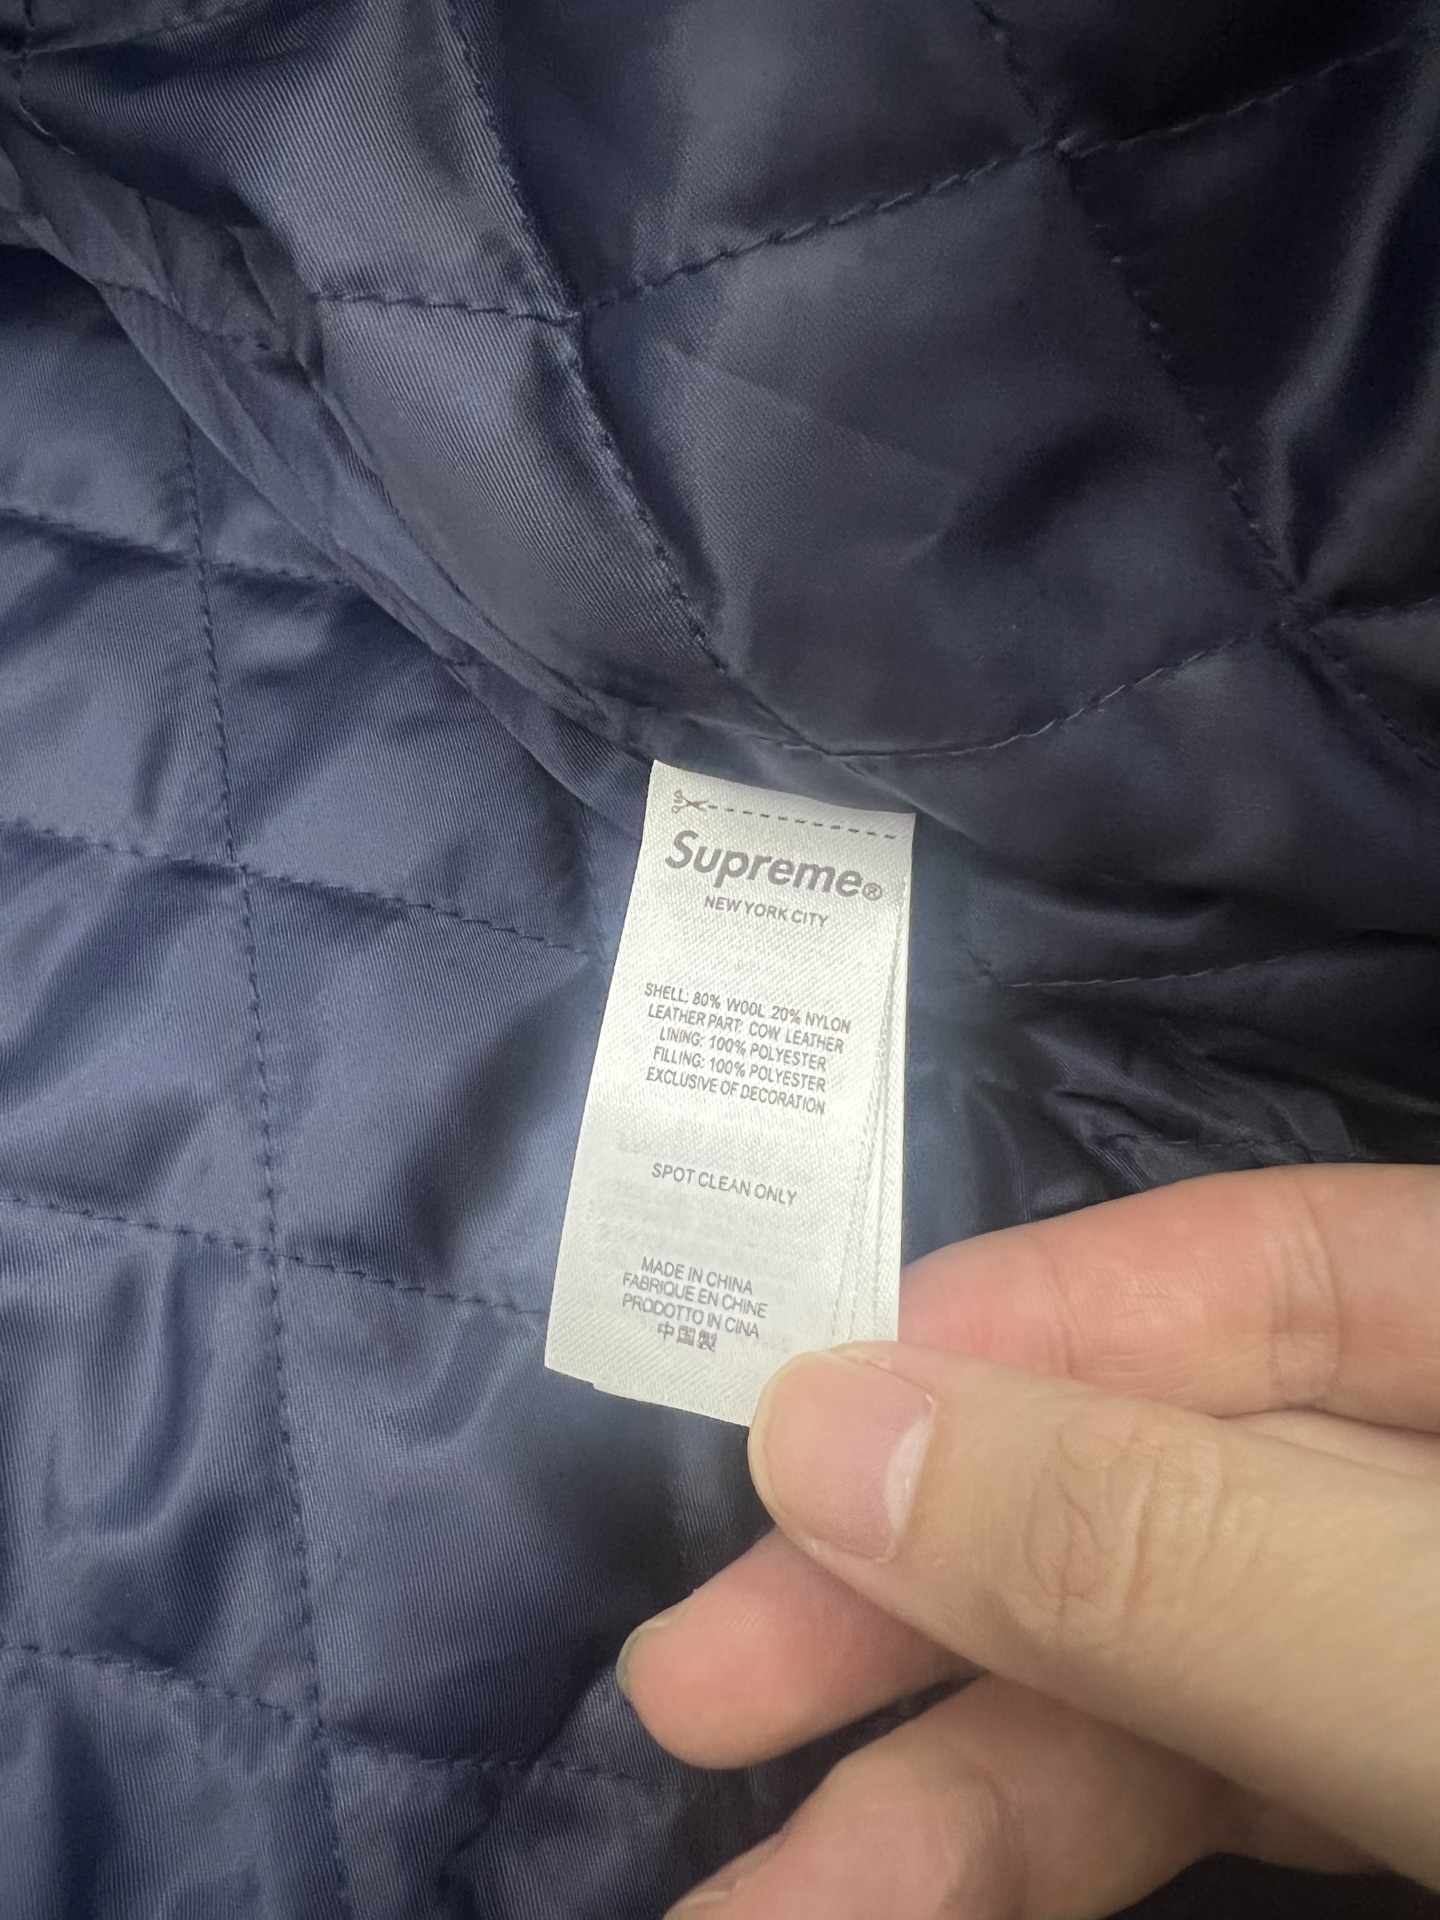 Supreme®
NEW YORK CITY
SHELL: 80% WOOL 20% NYLON
LEATHER PART: COW LEATHER
LINING: 100% POLYESTER
FILLING: 100% POLYESTER
EXCLUSIVE OF DECORATION
SPOT CLEAN ONLY
MADE IN CHINA
FABRIQUE EN CHINE
PRODOTTO IN CINA
中国製